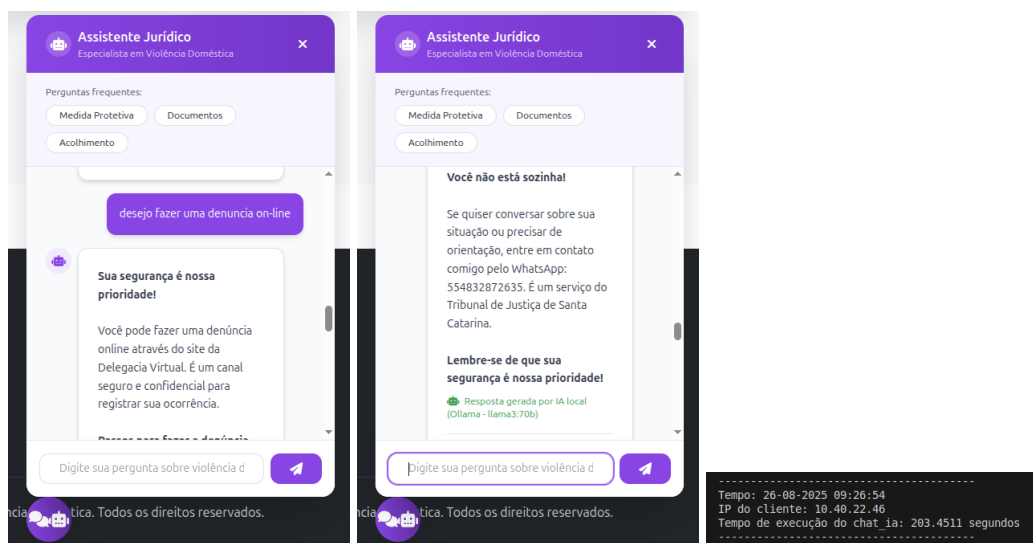 Assistente Jurídico
Especialista em Violência Doméstica
×
Perguntas frequentes:
Medida Protetiva
Documentos
Acolhimento
desejo fazer uma denuncia on-line
Sua segurança é nossa
prioridade!
Você pode fazer uma denúncia
online através do site da
Delegacia Virtual. É um canal
seguro e confidencial para
registrar sua ocorrência.
Passos para fazer a denúncia
Digite sua pergunta sobre violência d
tica. Todos os direitos reservados.
Assistente Jurídico
Especialista em Violência Doméstica
×
Perguntas frequentes:
Medida Protetiva
Documentos
Acolhimento
Você não está sozinha!
Se quiser conversar sobre sua
situação ou precisar de
orientação, entre em contato
comigo pelo WhatsApp:
554832872635. É um serviço do
Tribunal de Justiça de Santa
Catarina.
Lembre-se de que sua
segurança é nossa prioridade!
Resposta gerada por IA local
(Ollama - llama3:70b)
Digite sua pergunta sobre violência d
tica. Todos os direitos reservados.
----------------------------------------
Tempo: 26-08-2025 09:26:54
IP do cliente: 10.40.22.46
Tempo de execução do chat_ia: 203.4511 segundos
----------------------------------------